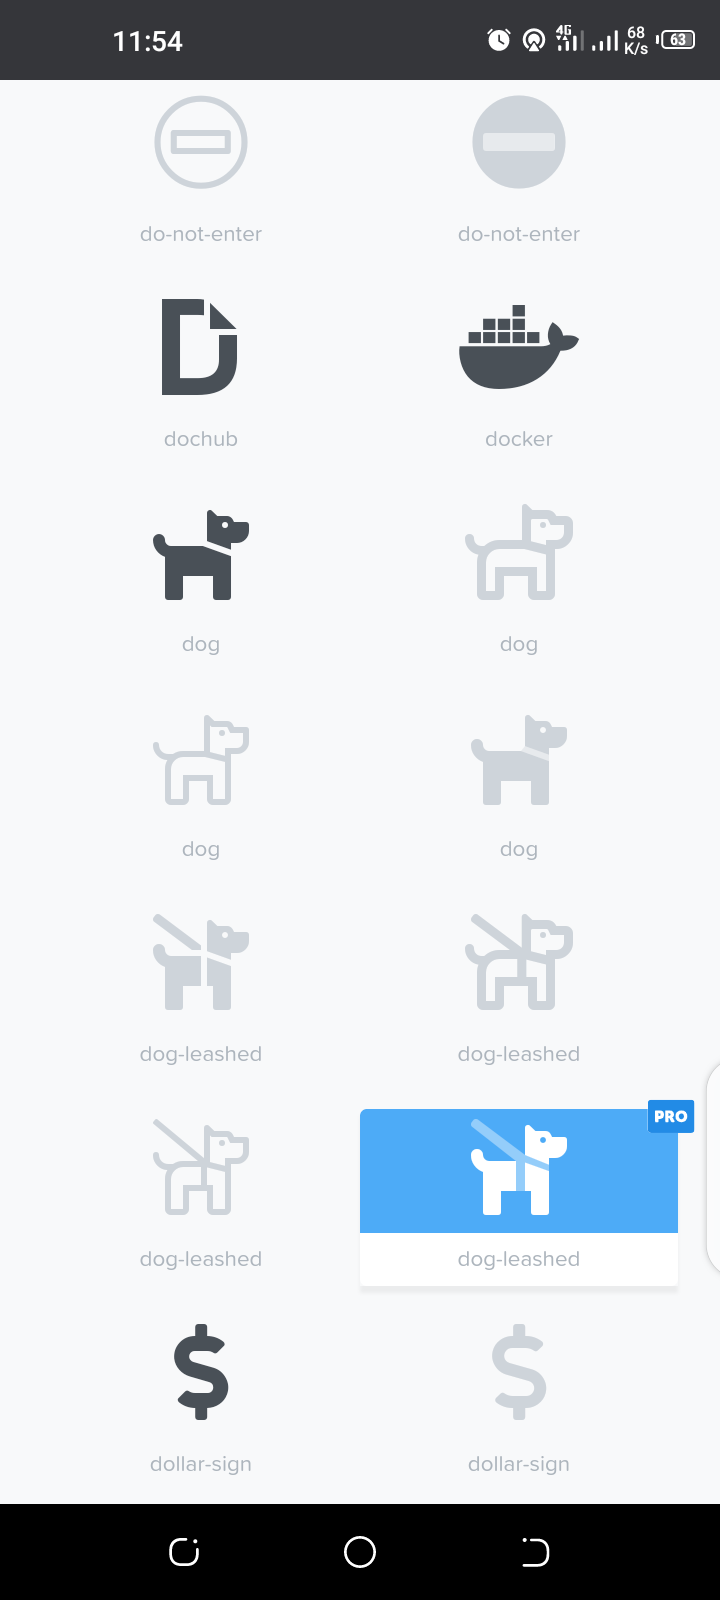 11:54
4G
68
K/s
63
do-not-enter
do-not-enter
dochub
docker
dog
dog
dog
dog
dog-leashed
dog-leashed
PRO
dog-leashed
dog-leashed
dollar-sign
dollar-sign